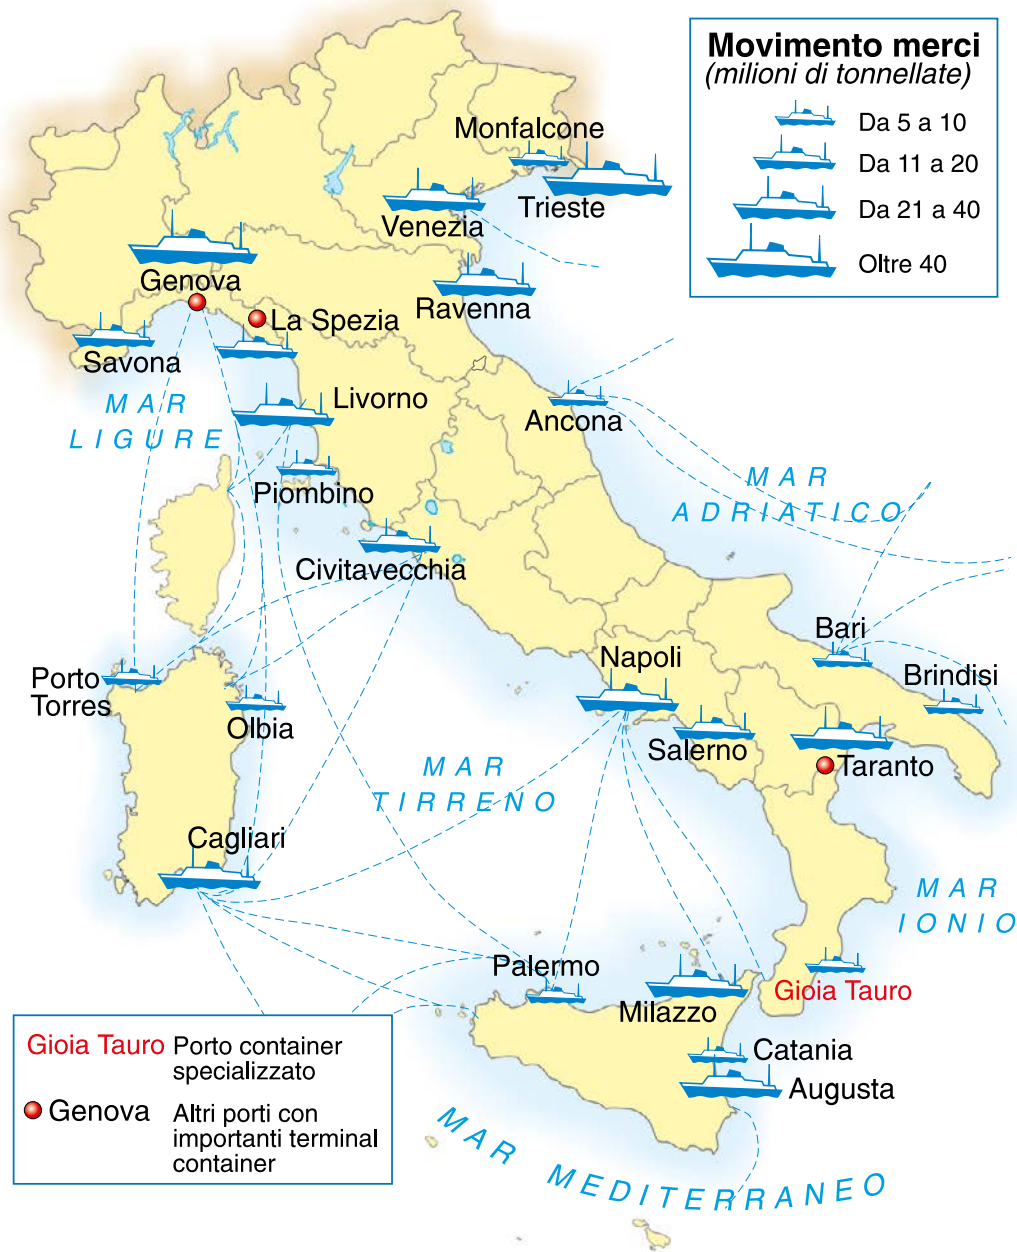 Movimento merci
(milioni di tonnellate)
Da 5 a 10
Da 11 a 20
Da 21 a 40
Oltre 40
Monfalcone
Trieste
Venezia
Genova
Ravenna
La Spezia
Savona
MAR
LIGURE
Livorno
Ancona
Piombino
MAR
ADRIATICO
Civitavecchia
Bari
Napoli
Brindisi
Porto
Torres
Olbia
Salerno
Taranto
MAR
TIRRENO
Cagliari
MAR
IONIO
Palermo
Gioia Tauro
Milazzo
Catania
Augusta
MAR MEDITERRANEO
Gioia Tauro Porto container
specializzato
Genova Altri porti con
importanti terminal
container